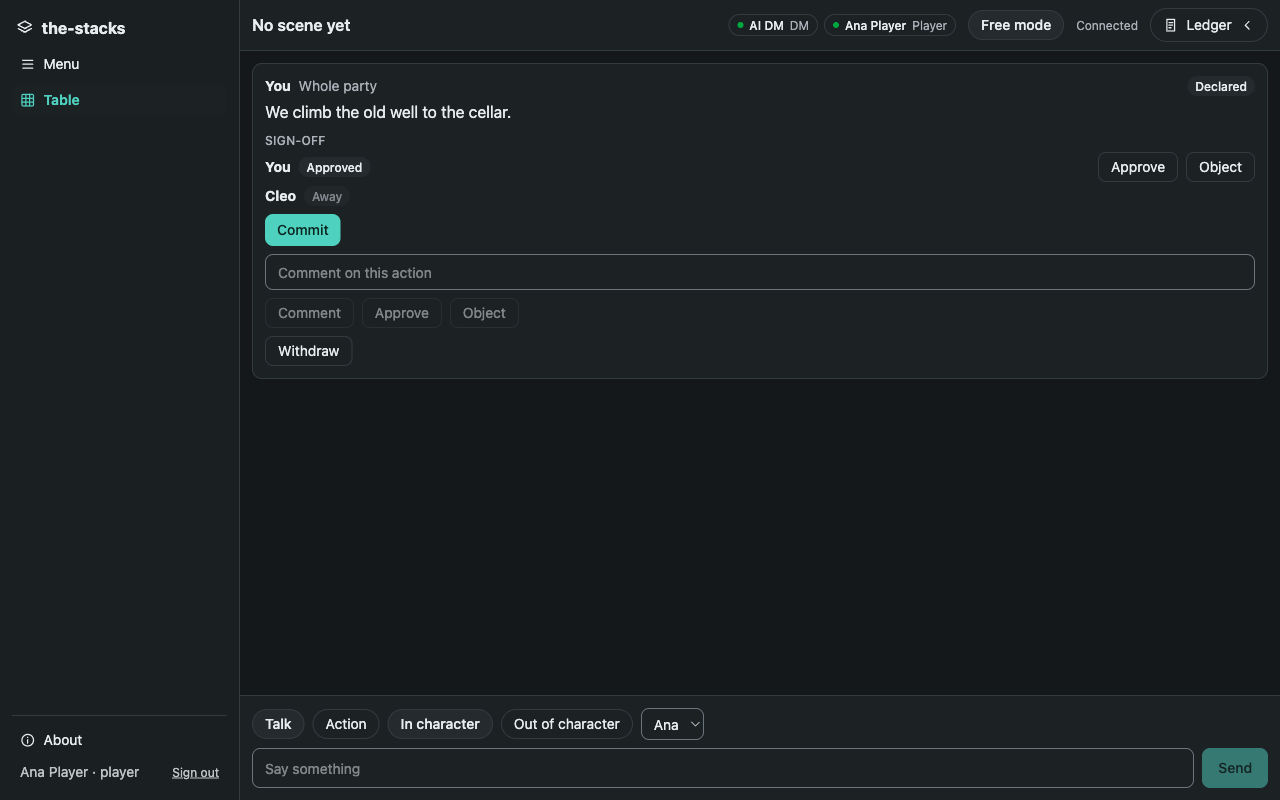 the-stacks
Menu
Table
No scene yet
AI DM DM
Ana Player Player
Free mode
Connected
Ledger
You Whole party
Declared
We climb the old well to the cellar.
SIGN-OFF
You Approved
Approve Object
Cleo Away
Commit
Comment on this action
Comment Approve Object
Withdraw
About
Ana Player · player Sign out
Talk Action In character Out of character Ana
Say something
Send